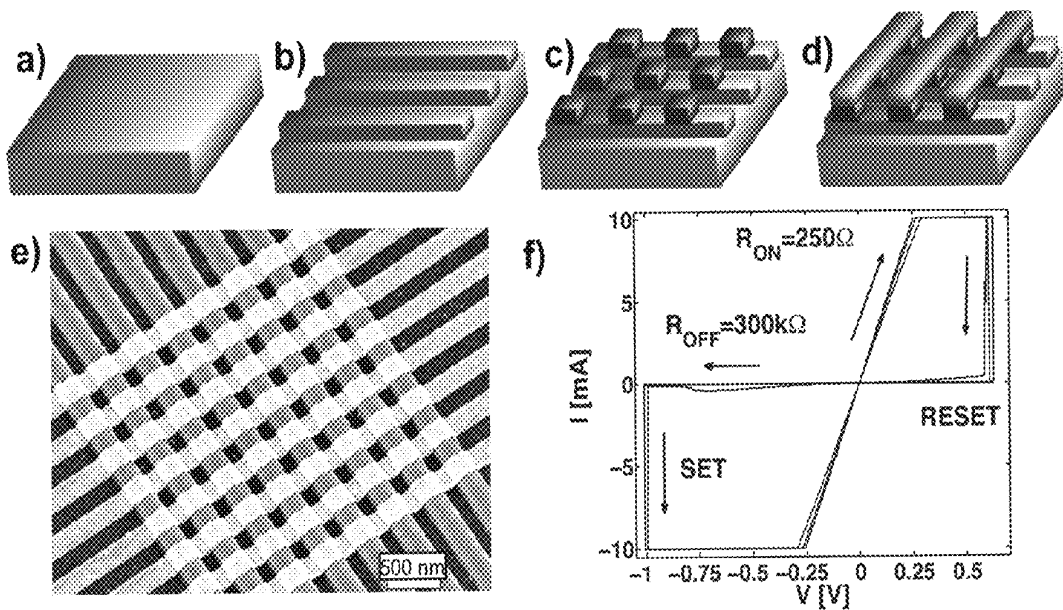 a)
b)
c)
d)
e)
500 nm
f)
I [mA]
10
5
0
−5
−10
R_ON=250Ω
R_OFF=300kΩ
RESET
SET
−1 −0.75 −0.5 −0.25 0 0.25 0.5
V [V]